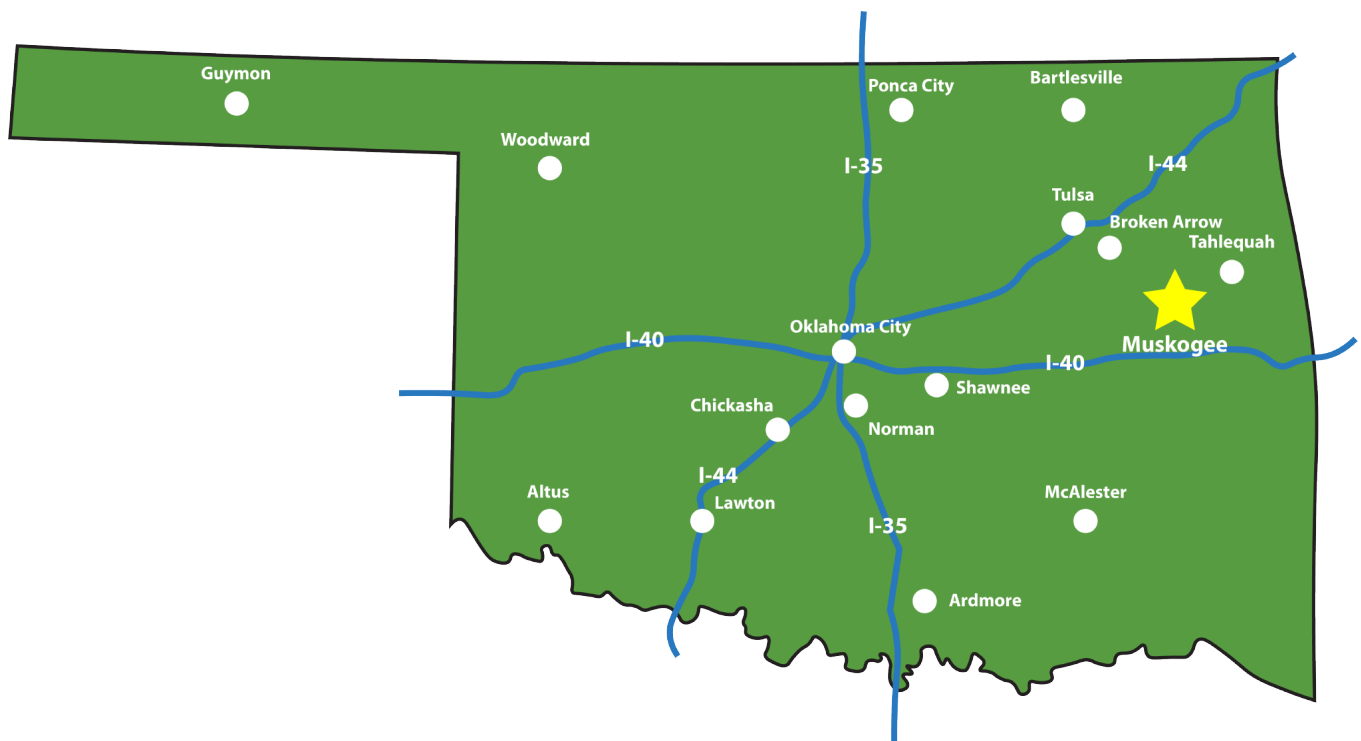 Guymon
Ponca City
Bartlesville
Woodward
I-35
I-44
Tulsa
Broken Arrow
Tahlequah
Oklahoma City
I-40
Muskogee
I-40
Shawnee
Chickasha
Norman
I-44
Altus
Lawton
McAlester
I-35
Ardmore